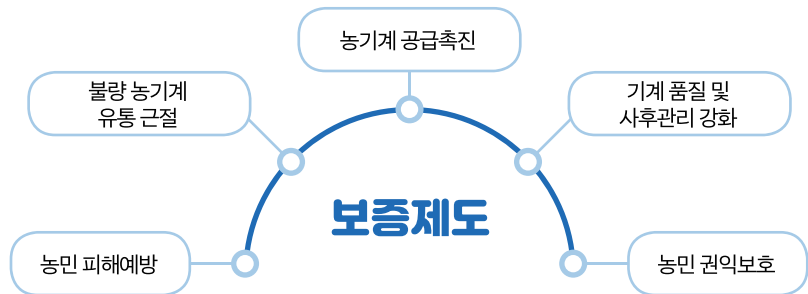 농기계 공급촉진
불량 농기계
유통 근절
기계 품질 및
사후관리 강화
보증제도
농민 피해예방
농민 권익보호